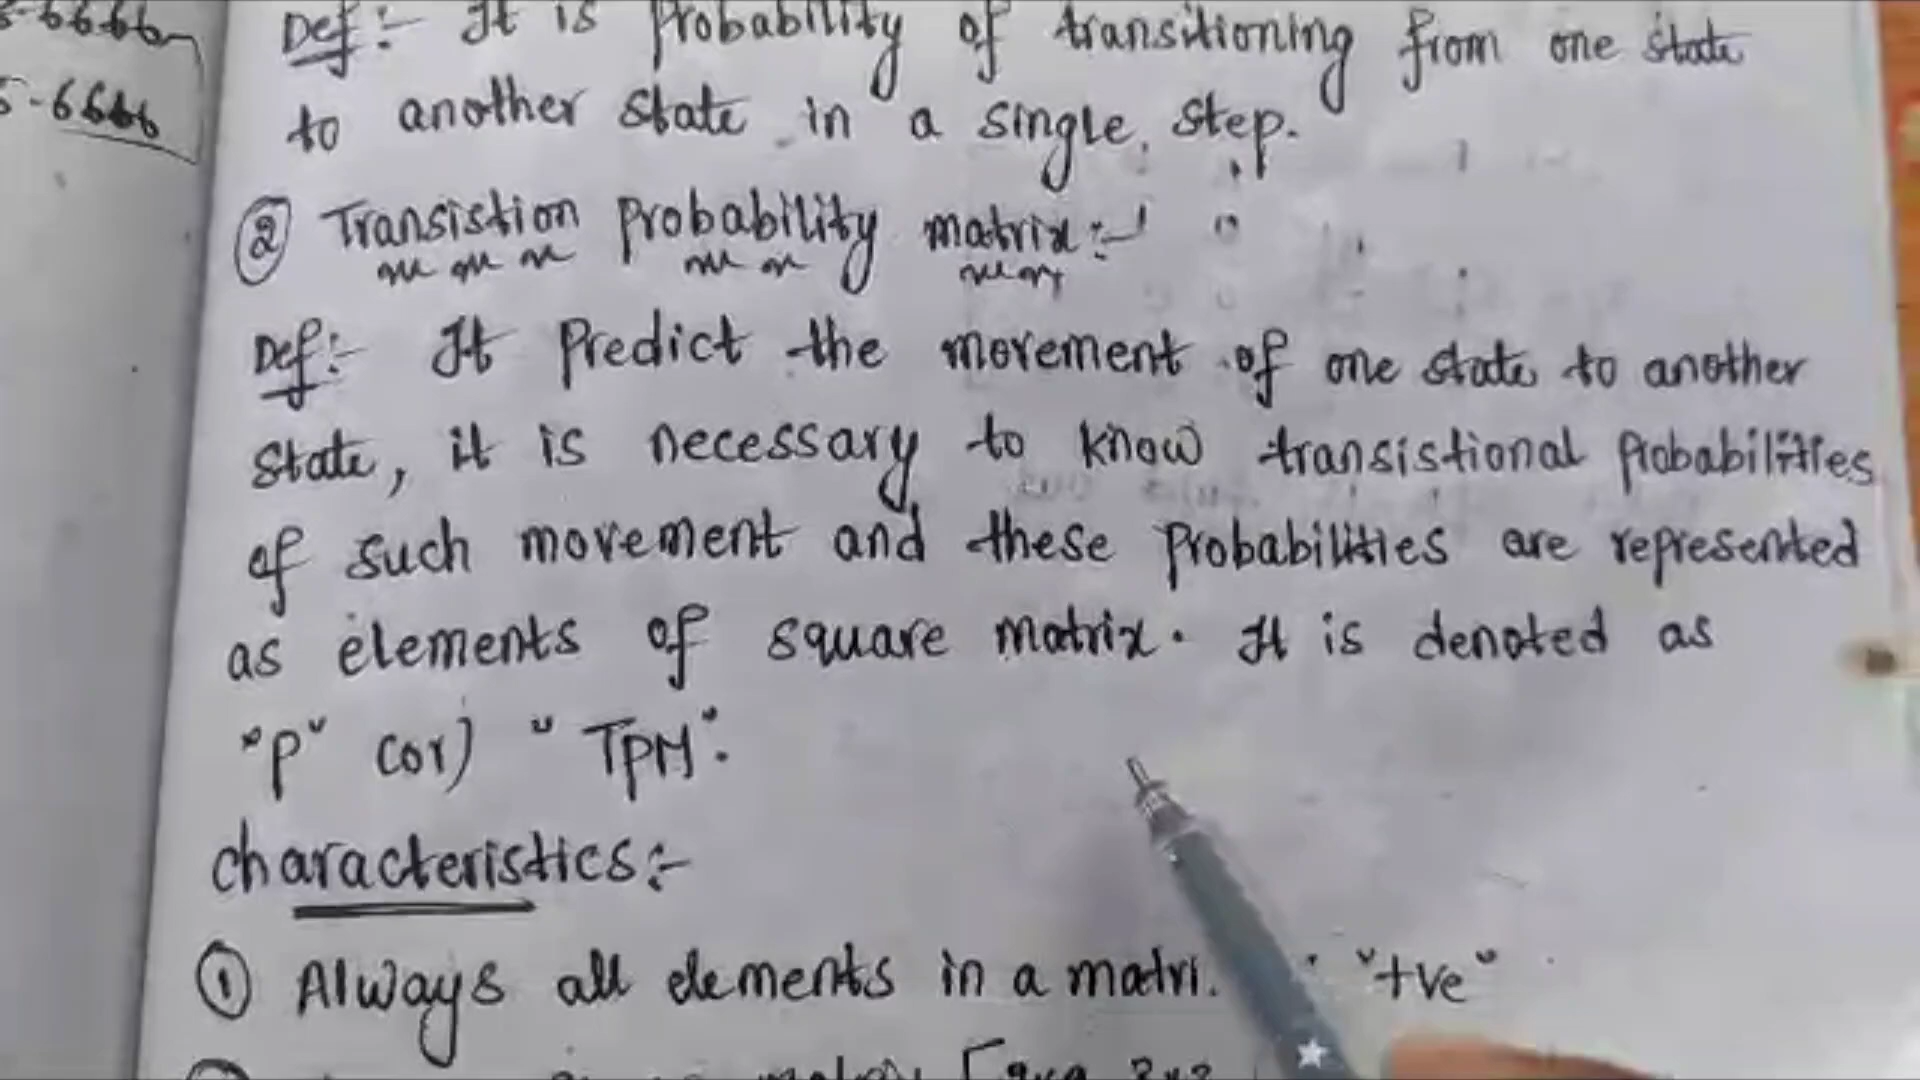 Def:- It is Probability of transitioning from one state
to another state in a single step.
② Transistion Probability matrix:-
Def:- It Predict the movement of one state to another
state, it is necessary to know transistional Probabilities
of such movement and these Probabilities are represented
as elements of square matrix. It is denoted as
"P" (or) "TPM".
characteristics:-
① Always all elements in a matri "+ve"